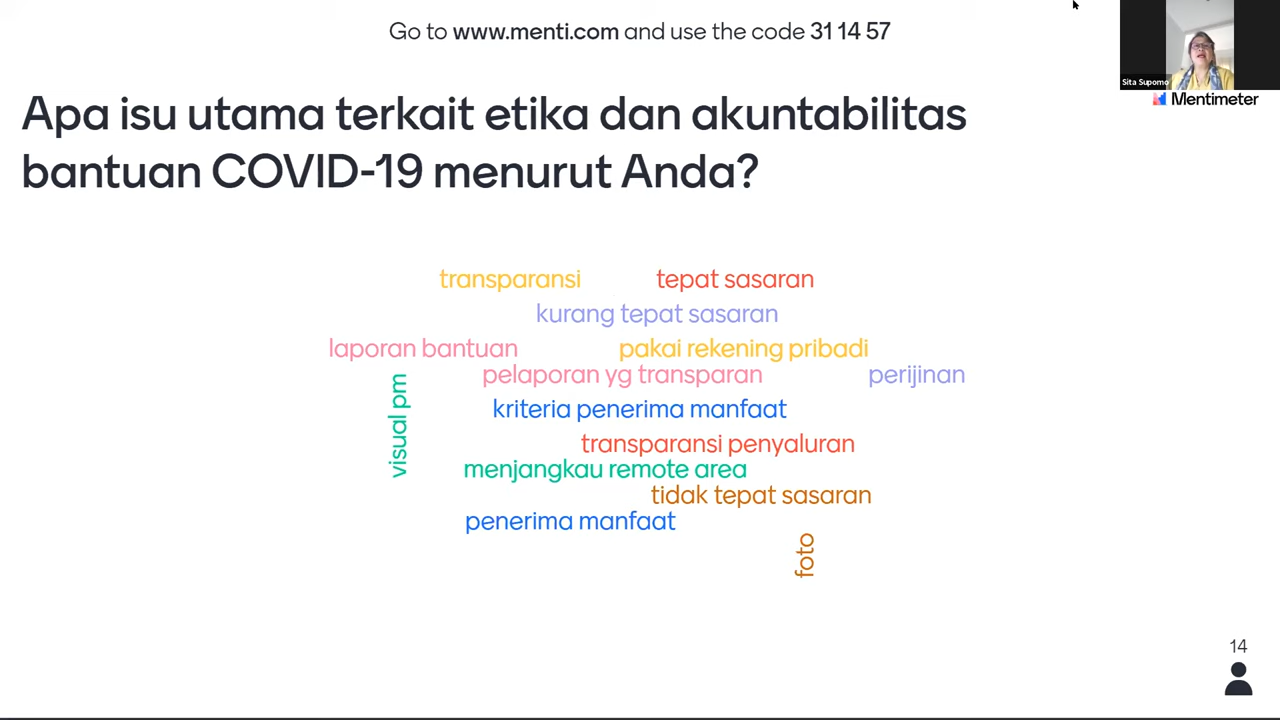 Go to www.menti.com and use the code 31 14 57
Sita Supomo
Mentimeter
Apa isu utama terkait etika dan akuntabilitas
bantuan COVID-19 menurut Anda?
transparansi
tepat sasaran
kurang tepat sasaran
laporan bantuan
pakai rekening pribadi
pelaporan yg transparan
perijinan
visual pm
kriteria penerima manfaat
transparansi penyaluran
menjangkau remote area
tidak tepat sasaran
penerima manfaat
foto
14